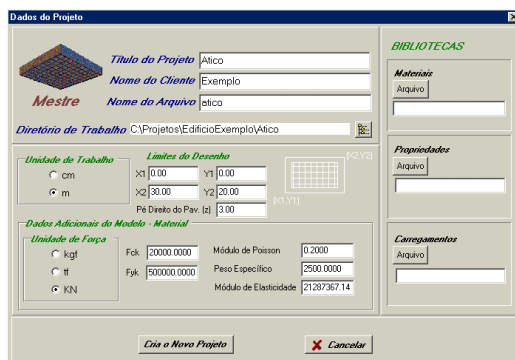 Dados do Projeto
Título do Projeto Atico
Nome do Cliente Exemplo
Nome do Arquivo atico
Mestre
Diretório de Trabalho C:\Projetos\EdificioExemplo\Atico
Unidade de Trabalho
cm
m
Limites do Desenho
X1 0.00 Y1 0.00
X2 30.00 Y2 20.00
Pé Direito do Pav. (z) 3.00
[X2,Y2]
[X1,Y1]
Dados Adicionais do Modelo - Material
Unidade de Força
kgf
tf
KN
Fck 20000.0000
Fyk 500000.0000
Módulo de Poisson 0.2000
Peso Específico 2500.0000
Módulo de Elasticidade 21287367.14
BIBLIOTECAS
Materiais
Arquivo
Propriedades
Arquivo
Carregamentos
Arquivo
Cria o Novo Projeto
Cancelar